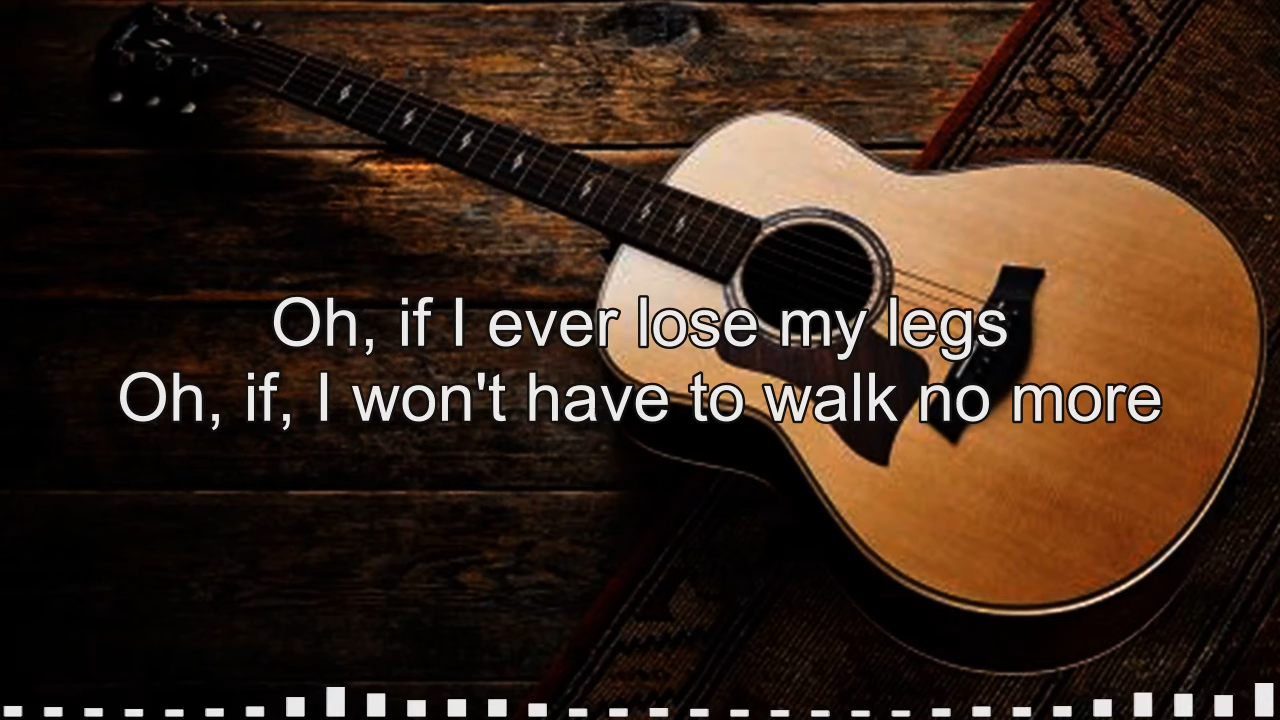 Oh, if I ever lose my legs
Oh, if, I won't have to walk no more